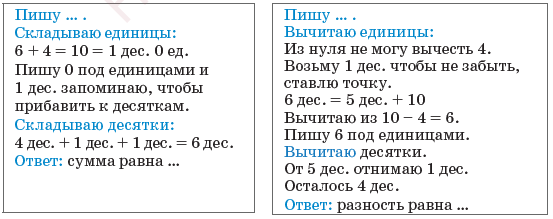 Пишу ... .
Складываю единицы:
6 + 4 = 10 = 1 дес. 0 ед.
Пишу 0 под единицами и
1 дес. запоминаю, чтобы
прибавить к десяткам.
Складываю десятки:
4 дес. + 1 дес. + 1 дес. = 6 дес.
Ответ: сумма равна ...
Пишу ... .
Вычитаю единицы:
Из нуля не могу вычесть 4.
Возьму 1 дес. чтобы не забыть,
ставлю точку.
6 дес. = 5 дес. + 10
Вычитаю из 10 – 4 = 6.
Пишу 6 под единицами.
Вычитаю десятки.
От 5 дес. отнимаю 1 дес.
Осталось 4 дес.
Ответ: разность равна ...